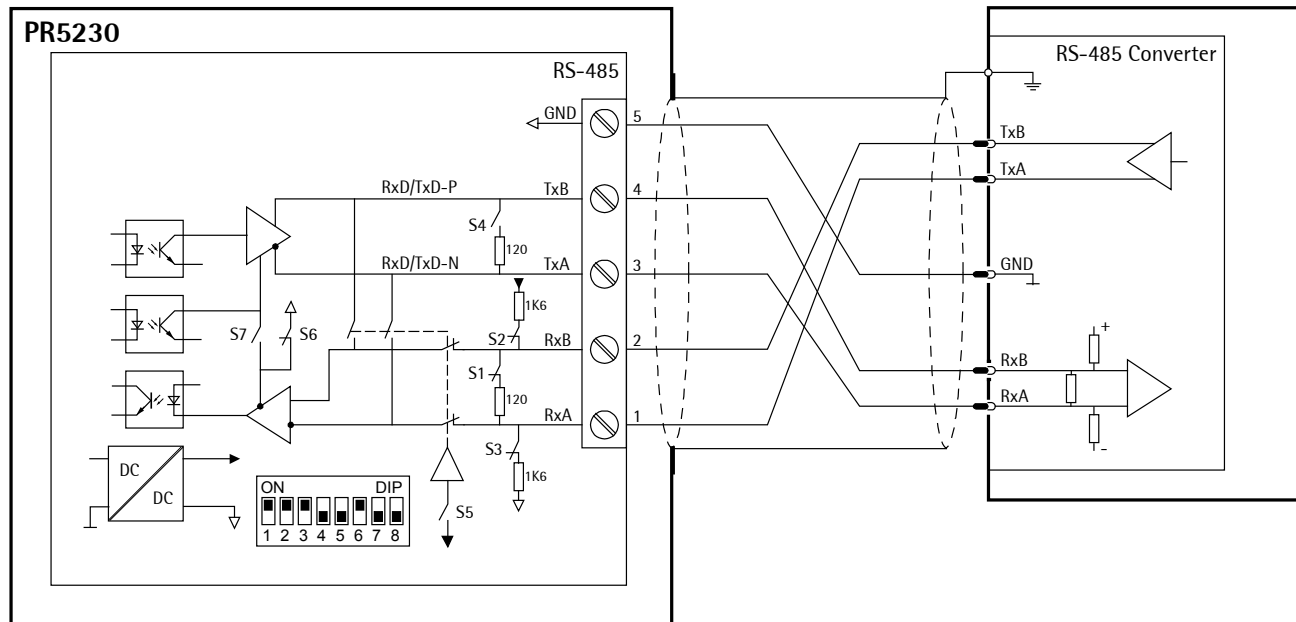 PR5230
RS-485
RS-485 Converter
GND
5
TxB
RxD/TxD-P
TxB
4
TxA
S4
120
RxD/TxD-N
TxA
3
GND
1K6
S7
S6
S2
RxB
2
+
S1
RxB
120
RxA
RxA
1
S3
-
DC
DC
1K6
ON
DIP
S5
1 2 3 4 5 6 7 8